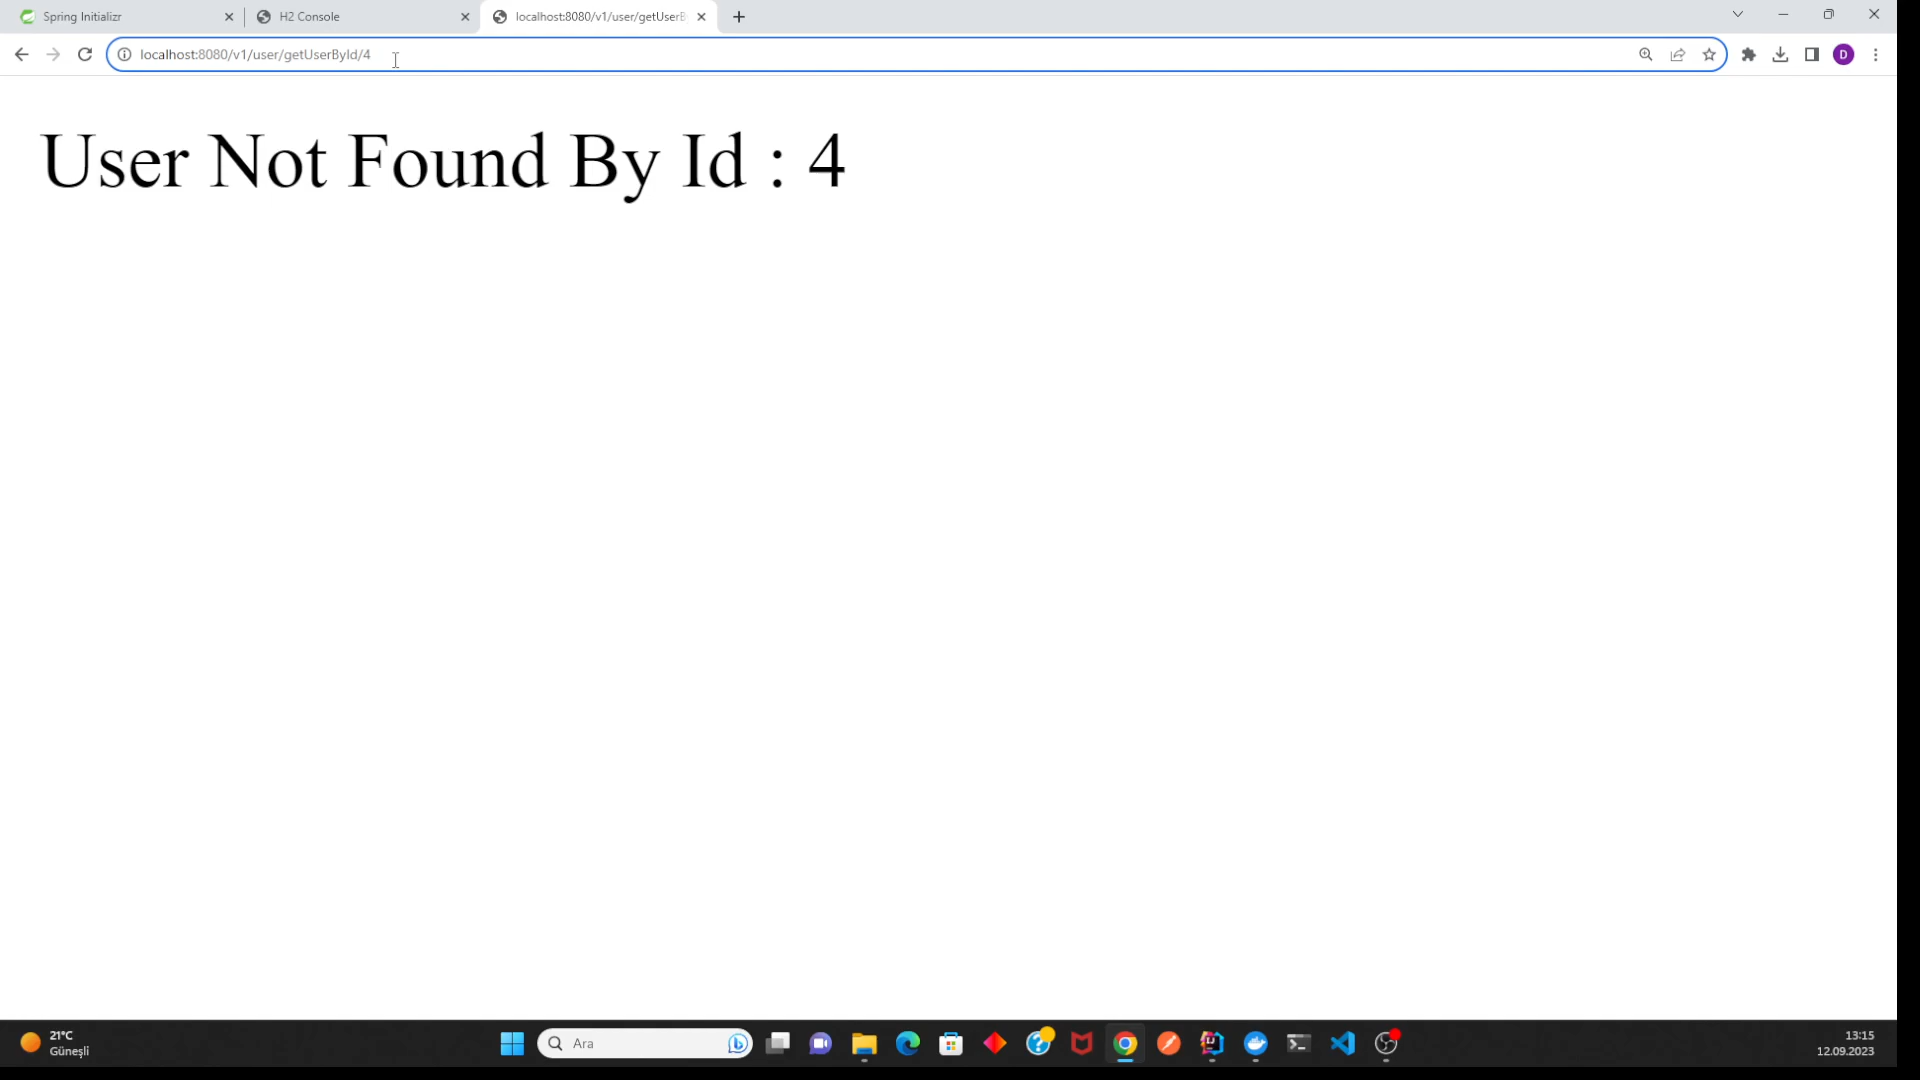 Spring Initializr
H2 Console
localhost:8080/v1/user/getUserB
localhost:8080/v1/user/getUserById/4
D
User Not Found By Id : 4
21°C
Güneşli
Ara
13:15
12.09.2023